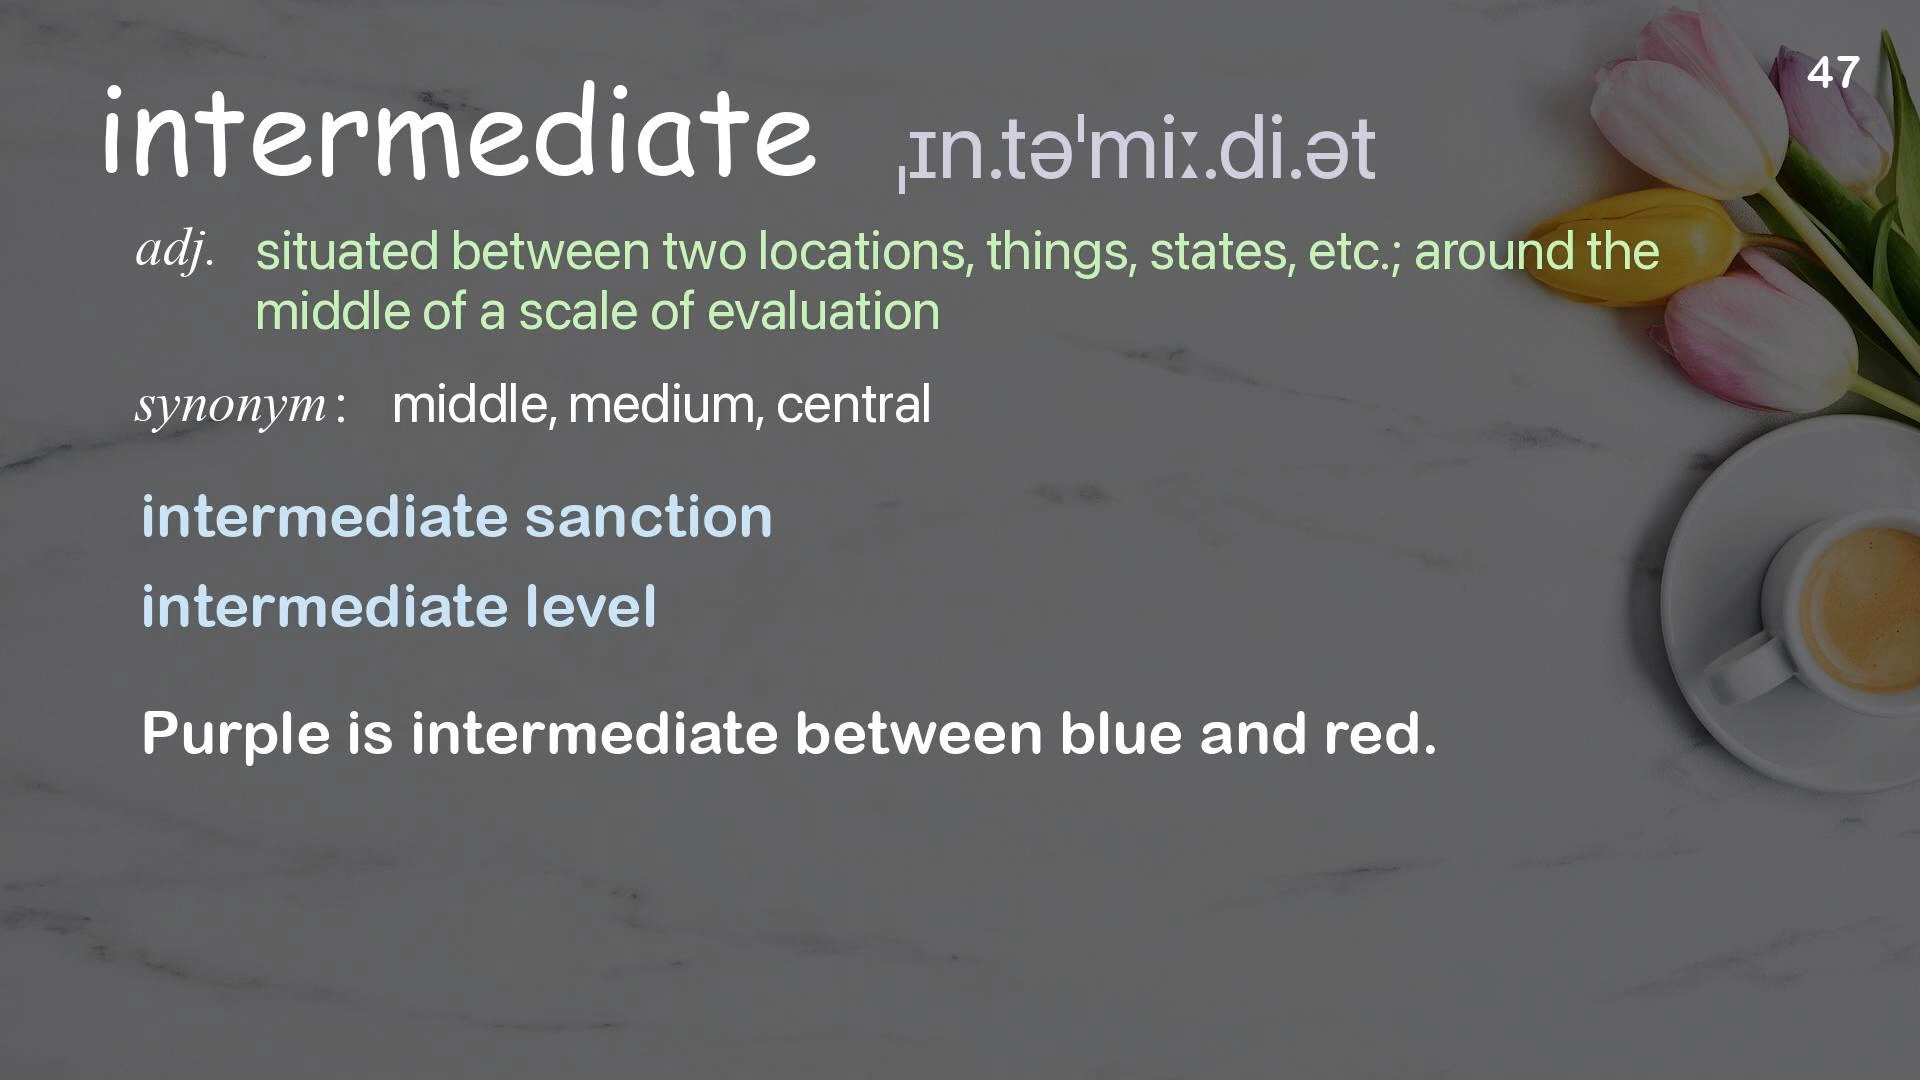 47
intermediate ˌɪn.təˈmiː.di.ət
adj. situated between two locations, things, states, etc.; around the
middle of a scale of evaluation
synonym: middle, medium, central
intermediate sanction
intermediate level
Purple is intermediate between blue and red.